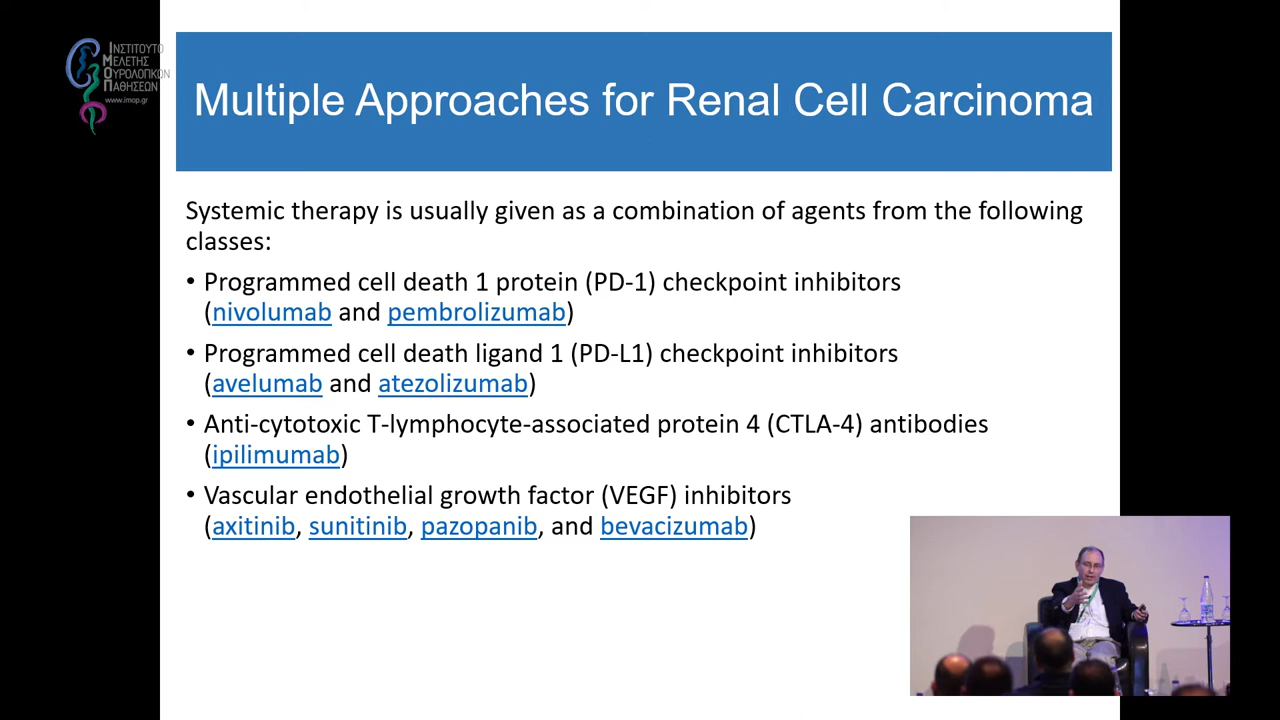 ΙΝΣΤΙΤΟΥΤΟ
ΜΕΛΕΤΗΣ
ΟΥΡΟΛΟΓΙΚΩΝ
ΠΑΘΗΣΕΩΝ
www.imop.gr
Multiple Approaches for Renal Cell Carcinoma
Systemic therapy is usually given as a combination of agents from the following
classes:
• Programmed cell death 1 protein (PD-1) checkpoint inhibitors
(nivolumab and pembrolizumab)
• Programmed cell death ligand 1 (PD-L1) checkpoint inhibitors
(avelumab and atezolizumab)
• Anti-cytotoxic T-lymphocyte-associated protein 4 (CTLA-4) antibodies
(ipilimumab)
• Vascular endothelial growth factor (VEGF) inhibitors
(axitinib, sunitinib, pazopanib, and bevacizumab)